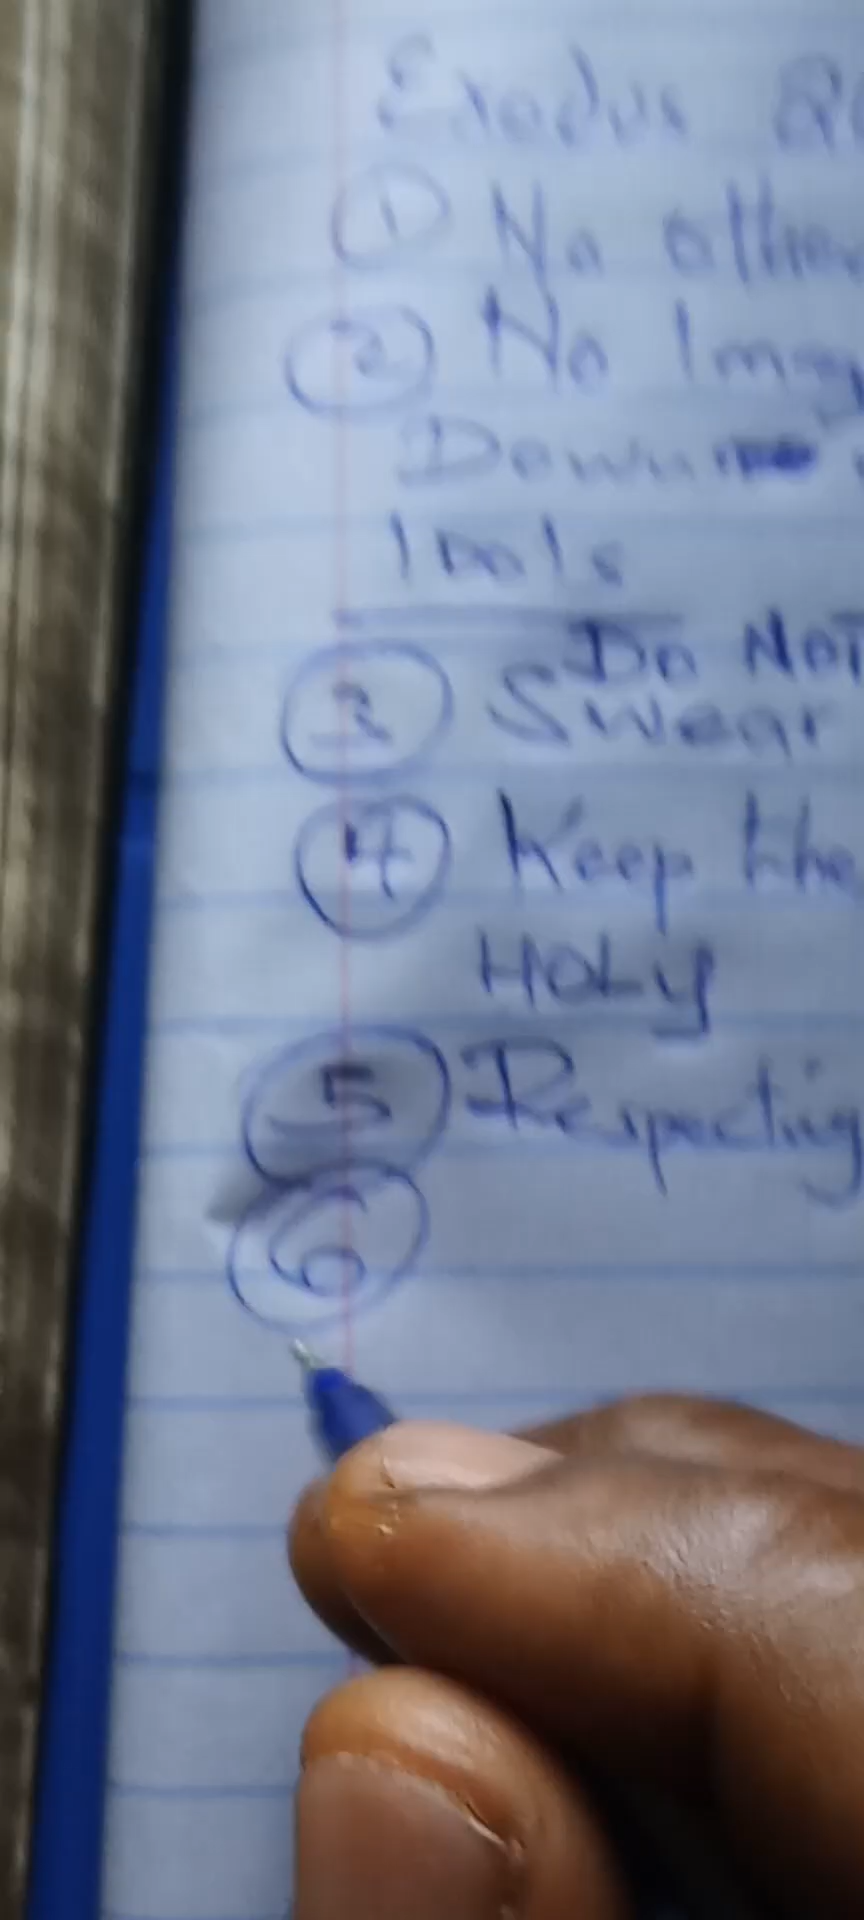 Exodus
① No other
② No Imag
Down
Idols
Do Not
③ Swear
④ Keep the
HOLY
⑤ Respecting
⑥